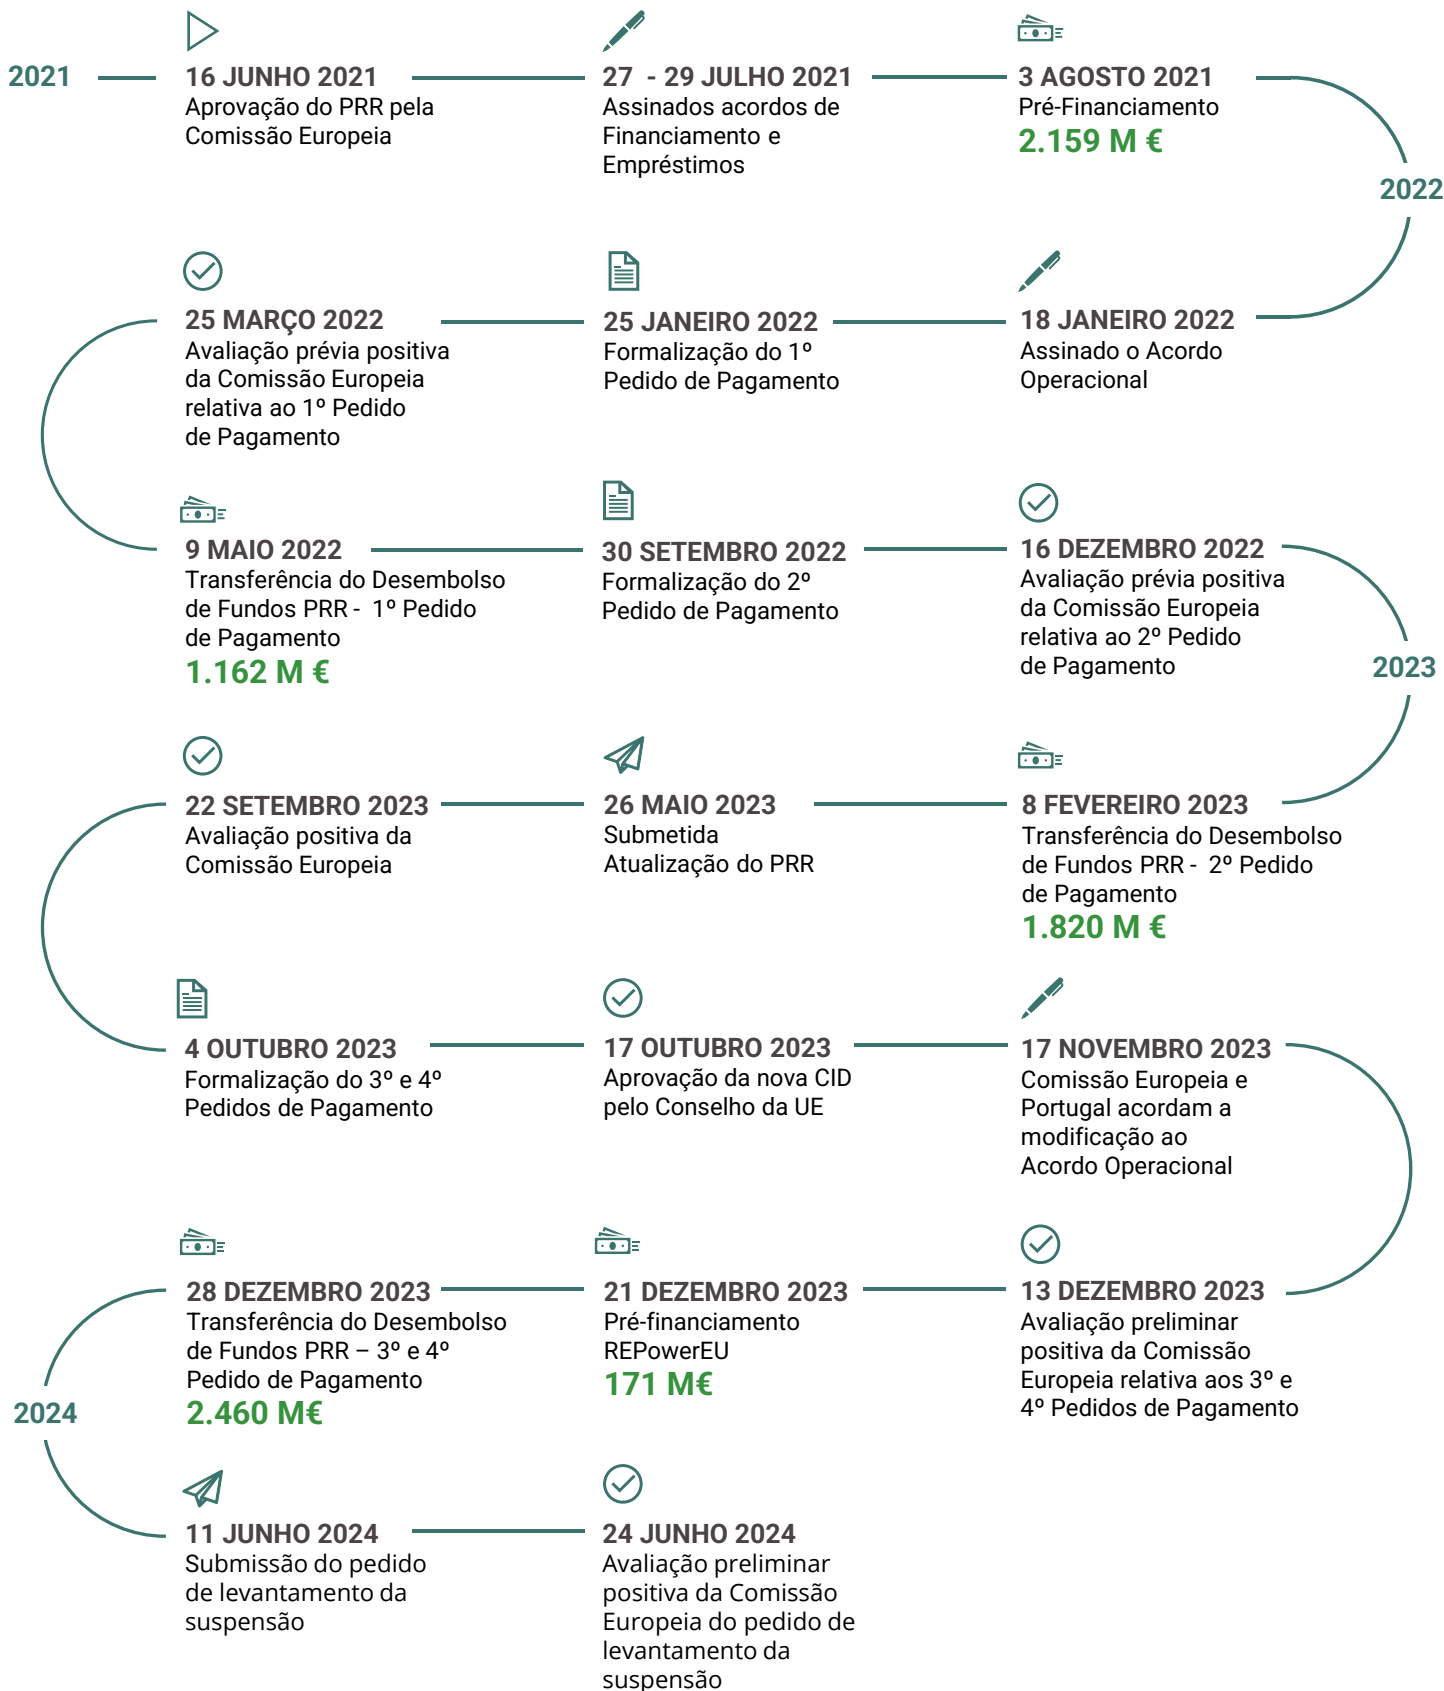 2021
16 JUNHO 2021
Aprovação do PRR pela
Comissão Europeia
27  - 29 JULHO 2021
Assinados acordos de
Financiamento e
Empréstimos
3 AGOSTO 2021
Pré-Financiamento
2.159 M €
2022
18 JANEIRO 2022
Assinado o Acordo
Operacional
25 JANEIRO 2022
Formalização do 1º
Pedido de Pagamento
25 MARÇO 2022
Avaliação prévia positiva
da Comissão Europeia
relativa ao 1º Pedido
de Pagamento
9 MAIO 2022
Transferência do Desembolso
de Fundos PRR -  1º Pedido
de Pagamento
1.162 M €
30 SETEMBRO 2022
Formalização do 2º
Pedido de Pagamento
16 DEZEMBRO 2022
Avaliação prévia positiva
da Comissão Europeia
relativa ao 2º Pedido
de Pagamento
2023
8 FEVEREIRO 2023
Transferência do Desembolso
de Fundos PRR -  2º Pedido
de Pagamento
1.820 M €
26 MAIO 2023
Submetida
Atualização do PRR
22 SETEMBRO 2023
Avaliação positiva da
Comissão Europeia
4 OUTUBRO 2023
Formalização do 3º e 4º
Pedidos de Pagamento
17 OUTUBRO 2023
Aprovação da nova CID
pelo Conselho da UE
17 NOVEMBRO 2023
Comissão Europeia e
Portugal acordam a
modificação ao
Acordo Operacional
13 DEZEMBRO 2023
Avaliação preliminar
positiva da Comissão
Europeia relativa aos 3º e
4º Pedidos de Pagamento
21 DEZEMBRO 2023
Pré-financiamento
REPowerEU
171 M€
28 DEZEMBRO 2023
Transferência do Desembolso
de Fundos PRR – 3º e 4º
Pedido de Pagamento
2.460 M€
2024
11 JUNHO 2024
Submissão do pedido
de levantamento da
suspensão
24 JUNHO 2024
Avaliação preliminar
positiva da Comissão
Europeia do pedido de
levantamento da
suspensão